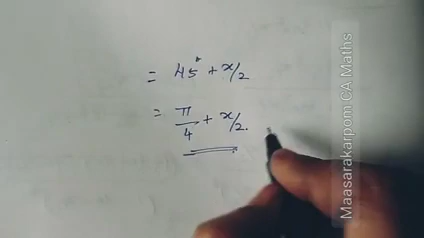 = 45° + x/2
= π/4 + x/2.
Maasarakarpom CA Maths